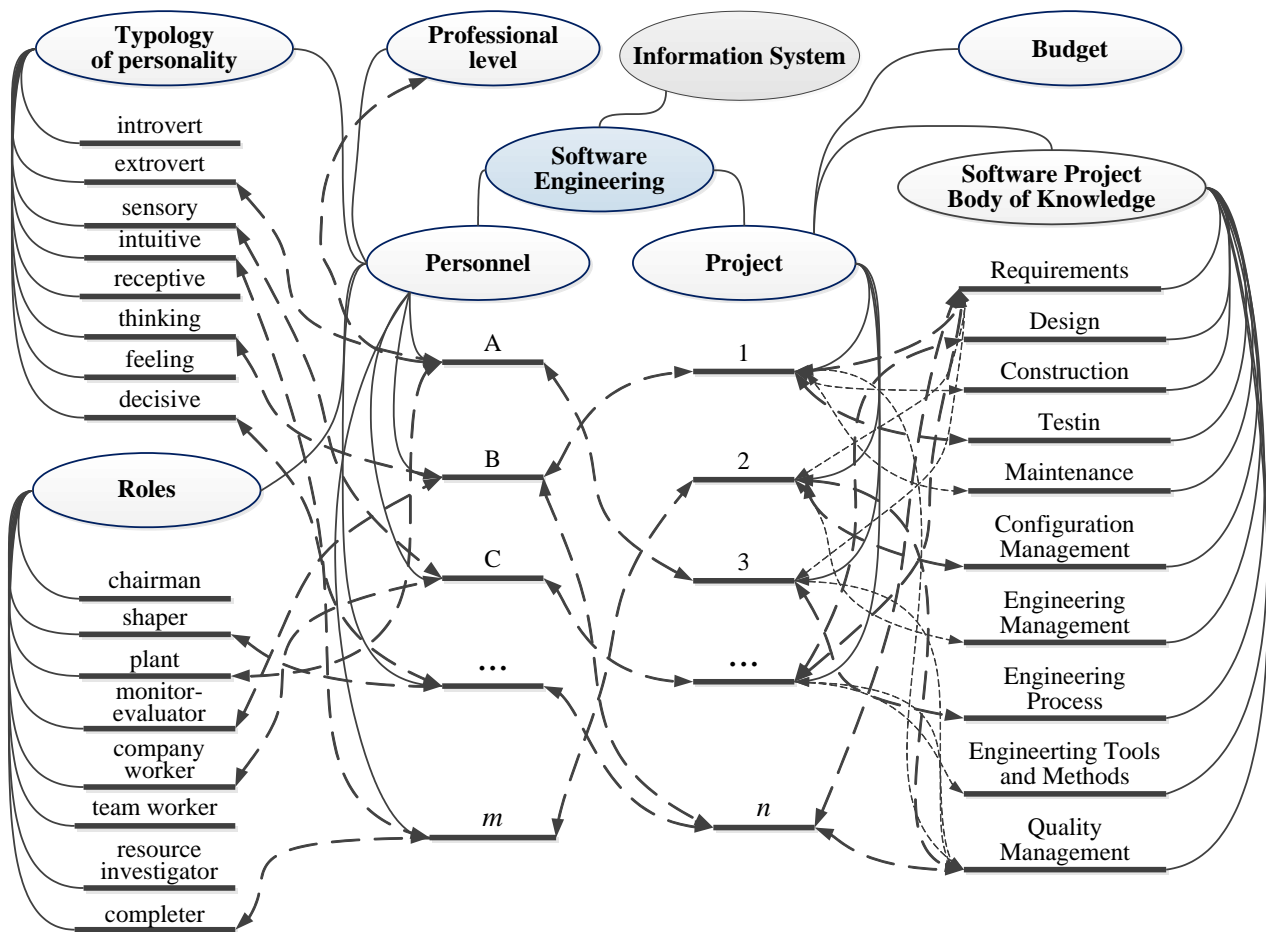 Typology
of personality
Professional
level
Information System
Budget
Software
Engineering
Software Project
Body of Knowledge
Personnel
Project
introvert
extrovert
sensory
intuitive
receptive
thinking
feeling
decisive
Roles
chairman
shaper
plant
monitor-
evaluator
company
worker
team worker
resource
investigator
completer
A
B
C
...
m
1
2
3
...
n
Requirements
Design
Construction
Testin
Maintenance
Configuration
Management
Engineering
Management
Engineering
Process
Engineerting Tools
and Methods
Quality
Management